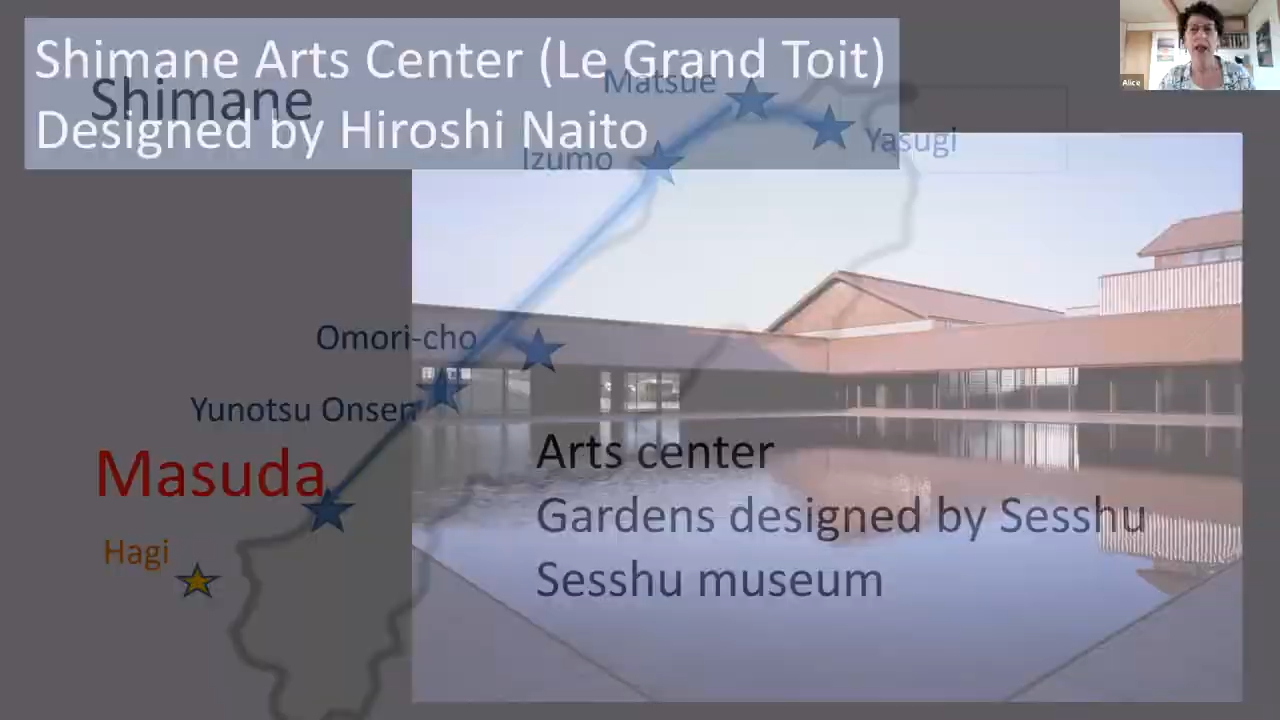 Shimane Arts Center (Le Grand Toit)
Designed by Hiroshi Naito
Shimane
Matsue
Yasugi
Izumo
Omori-cho
Yunotsu Onsen
Masuda
Hagi
Arts center
Gardens designed by Sesshu
Sesshu museum
Alice